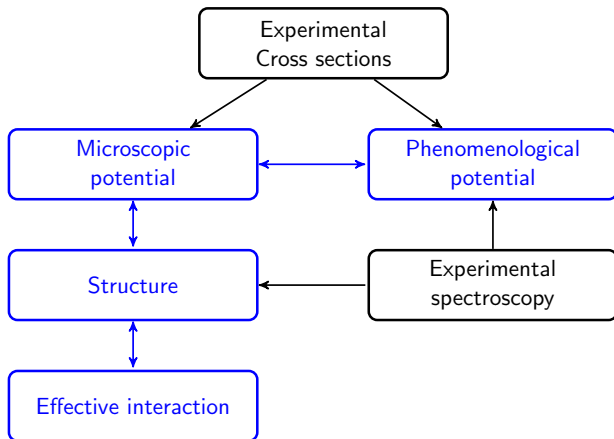 Experimental
Cross sections
Microscopic
potential
Phenomenological
potential
Structure
Experimental
spectroscopy
Effective interaction